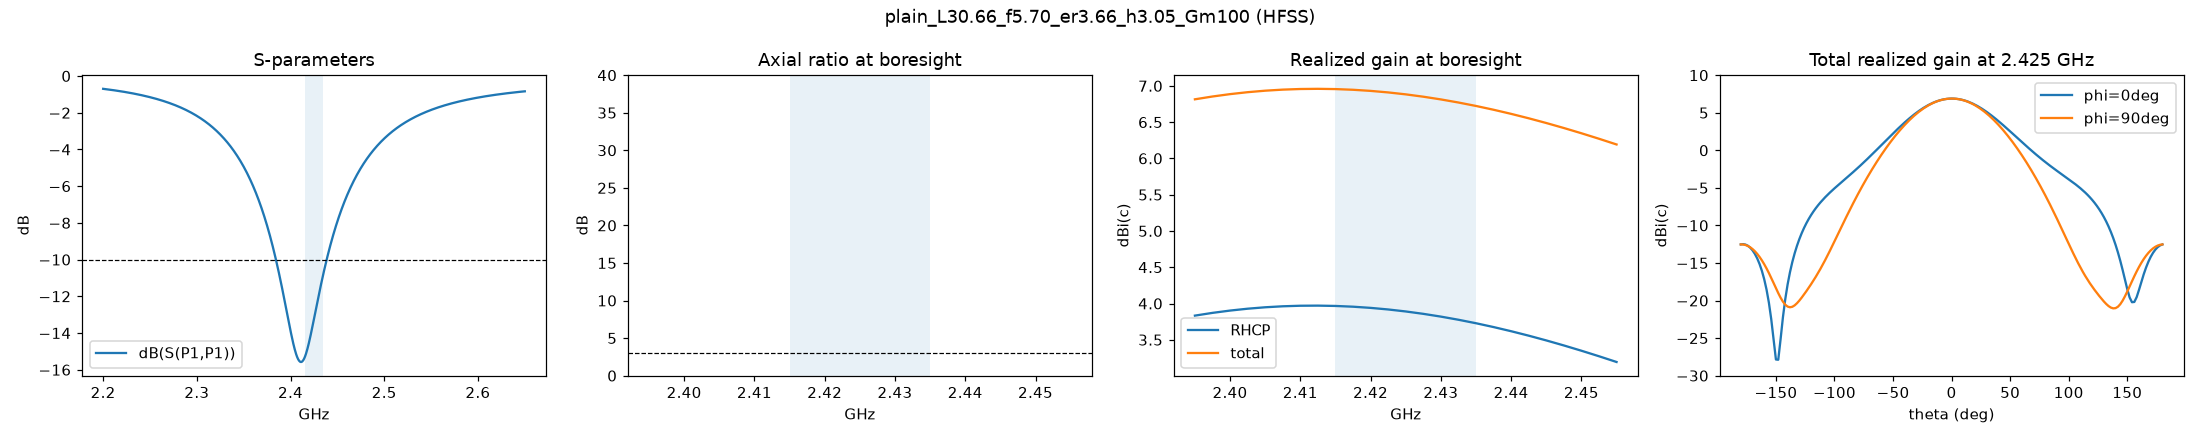 plain_L30.66_f5.70_er3.66_h3.05_Gm100 (HFSS)
S-parameters
dB
0
−2
−4
−6
−8
−10
−12
−14
−16
dB(S(P1,P1))
2.2 2.3 2.4 2.5 2.6
GHz
Axial ratio at boresight
dB
40
35
30
25
20
15
10
5
0
2.40 2.41 2.42 2.43 2.44 2.45
GHz
Realized gain at boresight
dBi(c)
7.0
6.5
6.0
5.5
5.0
4.5
4.0
3.5
RHCP
total
2.40 2.41 2.42 2.43 2.44 2.45
GHz
Total realized gain at 2.425 GHz
dBi(c)
10
5
0
−5
−10
−15
−20
−25
−30
phi=0deg
phi=90deg
−150 −100 −50 0 50 100 150
theta (deg)